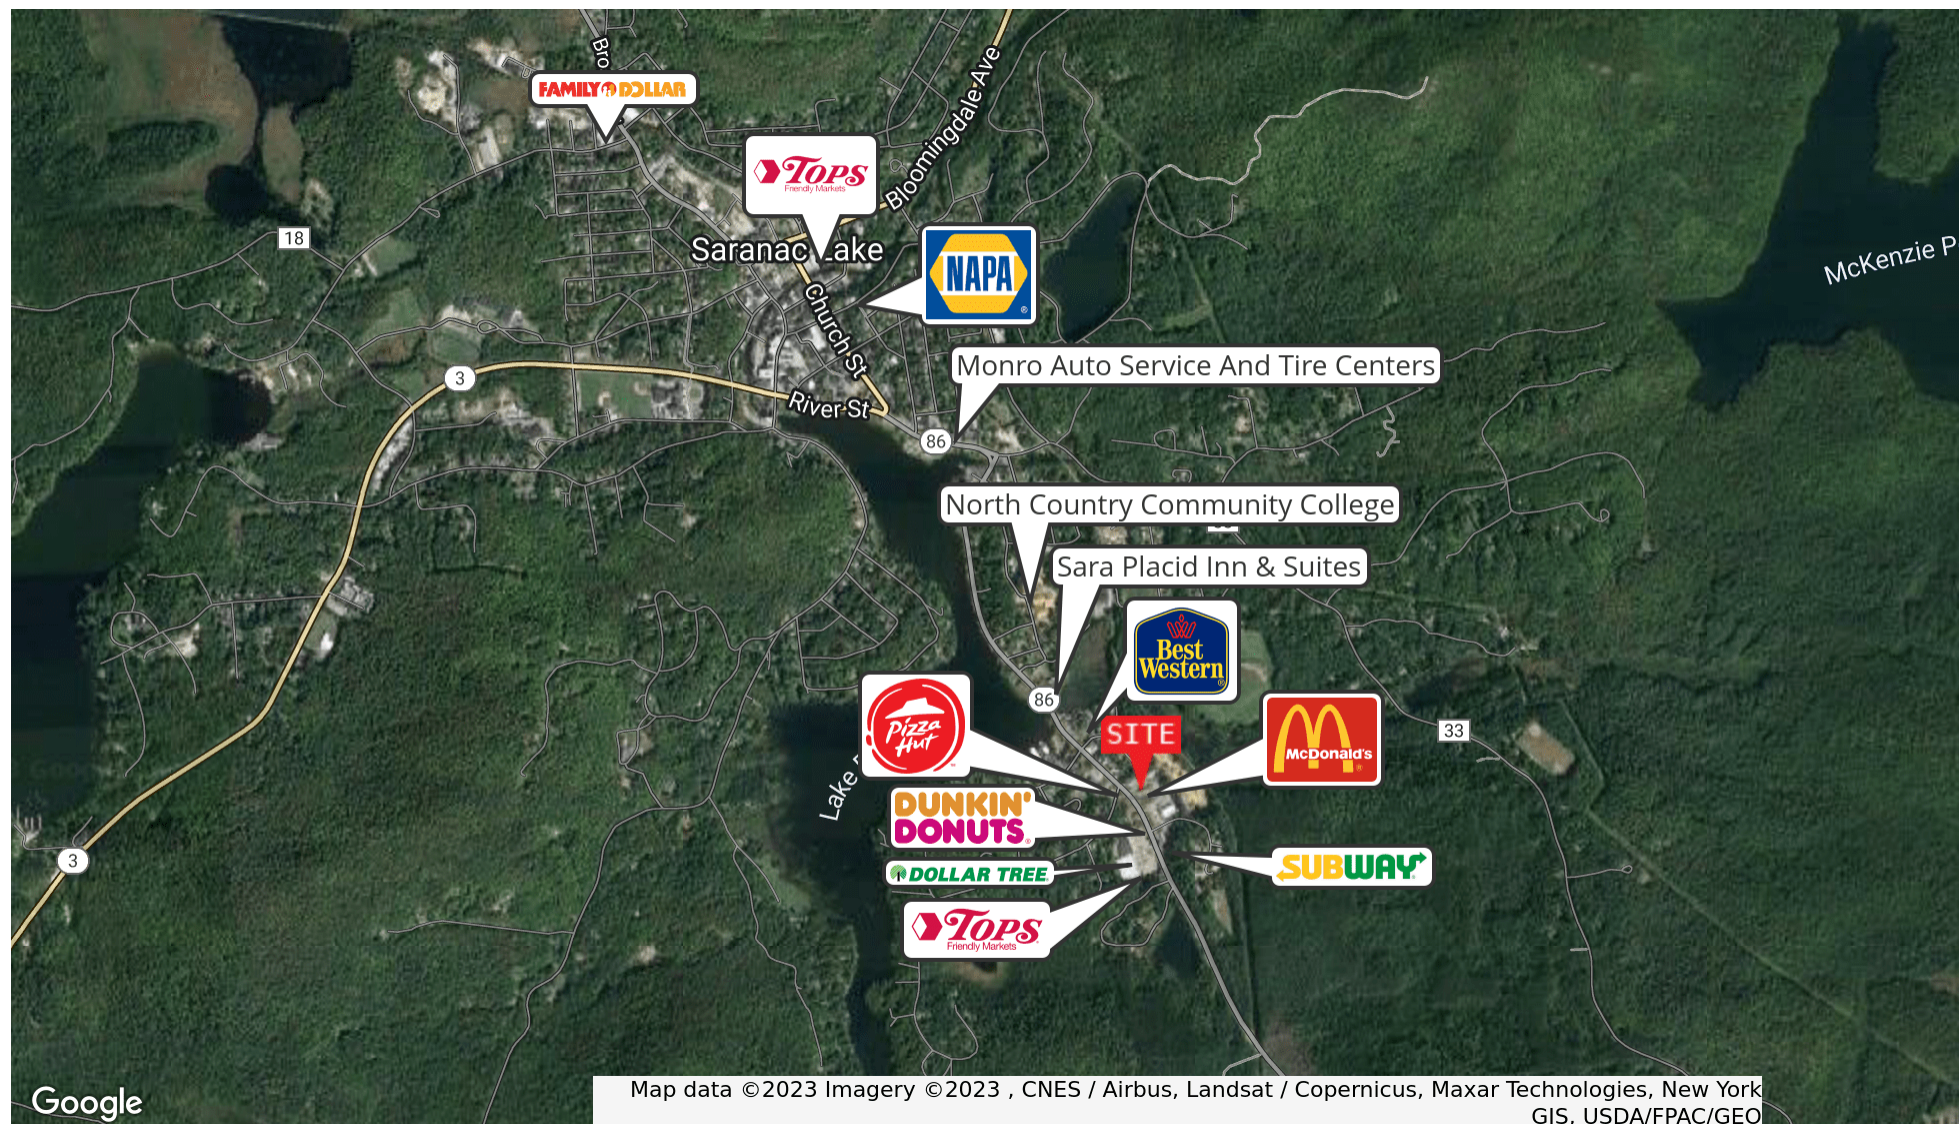 Bro
FAMILY DOLLAR
Bloomingdale Ave
TOPS
Friendly Markets
18
Saranac Lake
NAPA
McKenzie P
Church St
3
Monro Auto Service And Tire Centers
River St
86
North Country Community College
Sara Placid Inn & Suites
Best
Western
86
Pizza
Hut
SITE
McDonald's
33
Lake
DUNKIN'
DONUTS
3
DOLLAR TREE
SUBWAY
TOPS
Friendly Markets
Google
Map data ©2023 Imagery ©2023 , CNES / Airbus, Landsat / Copernicus, Maxar Technologies, New York
GIS, USDA/FPAC/GEO